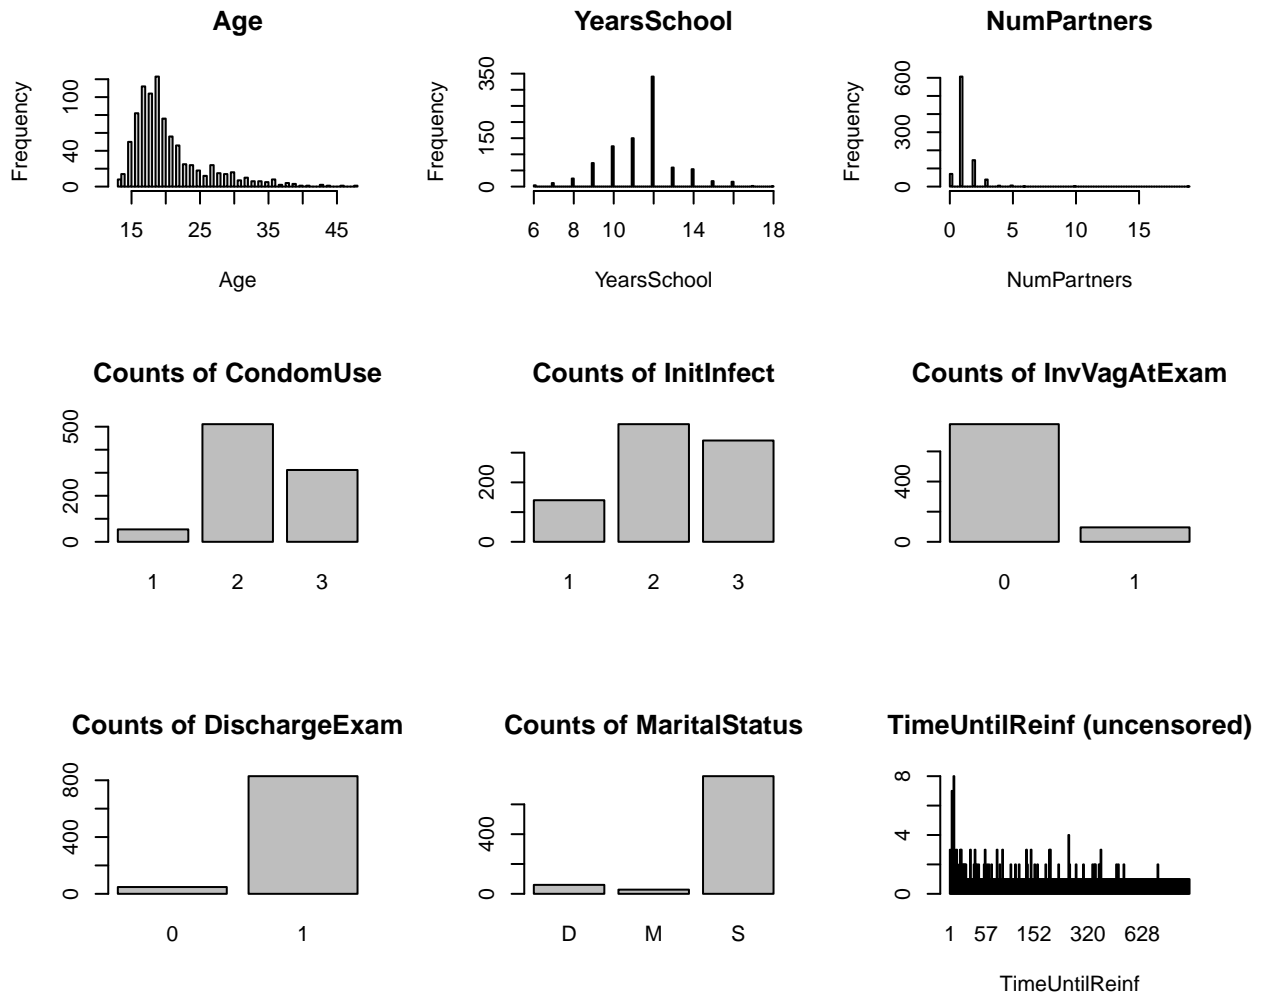 Age
Frequency
0 40 100
15 25 35 45
Age
YearsSchool
Frequency
0 150 350
6 8 10 14 18
YearsSchool
NumPartners
Frequency
0 300 600
0 5 10 15
NumPartners
Counts of CondomUse
0 200 500
1 2 3
Counts of InitInfect
0 200
1 2 3
Counts of InvVagAtExam
0 400
0 1
Counts of DischargeExam
0 400 800
0 1
Counts of MaritalStatus
0 400
D M S
TimeUntilReinf (uncensored)
0 4 8
1 57 152 320 628
TimeUntilReinf